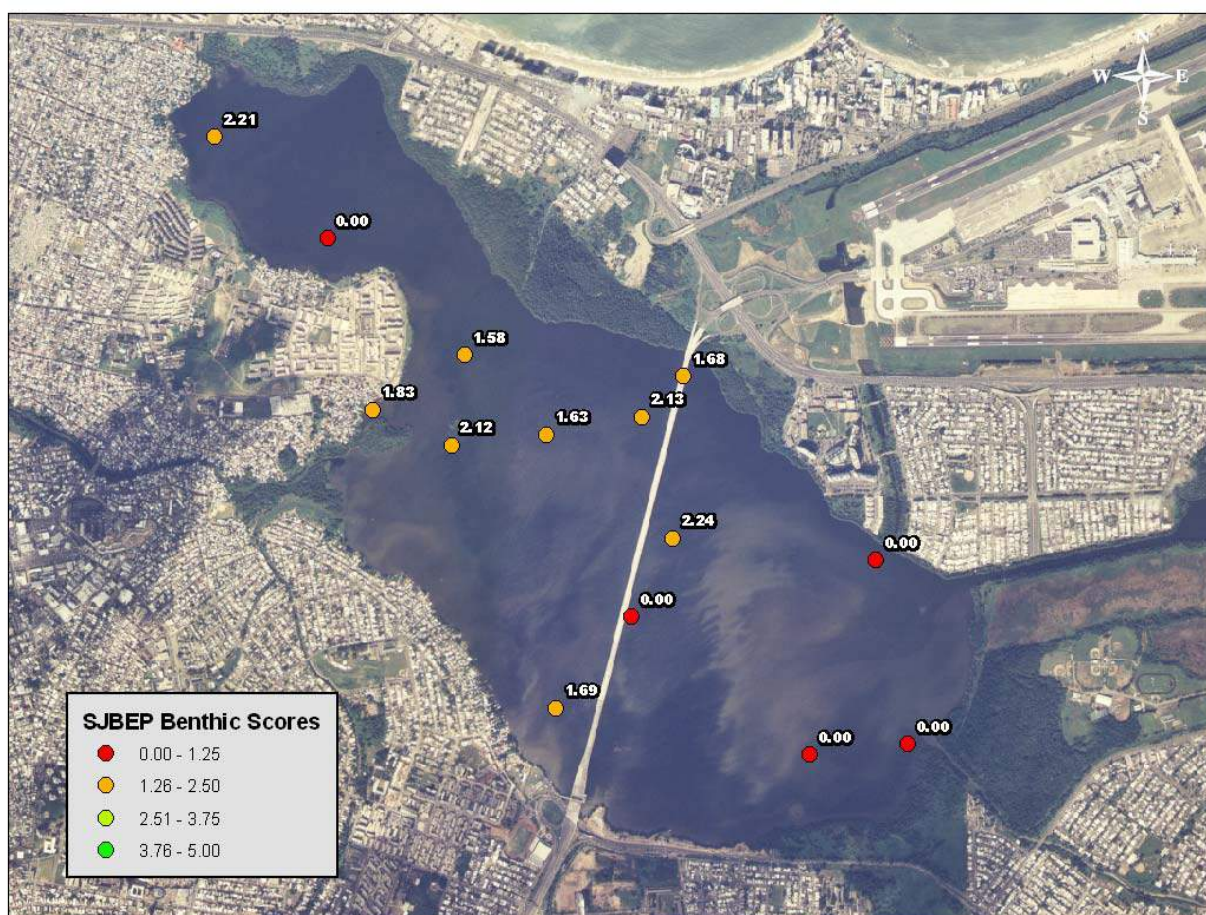 N
W E
S
2.21
0.00
1.58
1.68
1.83
2.13
2.12
1.63
2.24
0.00
0.00
1.69
0.00
0.00
SJBEP Benthic Scores
0.00 - 1.25
1.26 - 2.50
2.51 - 3.75
3.76 - 5.00